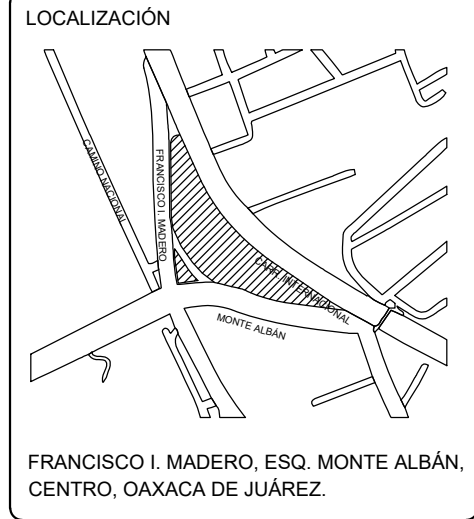 LOCALIZACIÓN
CAMINO NACIONAL
FRANCISCO I. MADERO
CARR. INTERNACIONAL
MONTE ALBÁN
FRANCISCO I. MADERO, ESQ. MONTE ALBÁN,
CENTRO, OAXACA DE JUÁREZ.